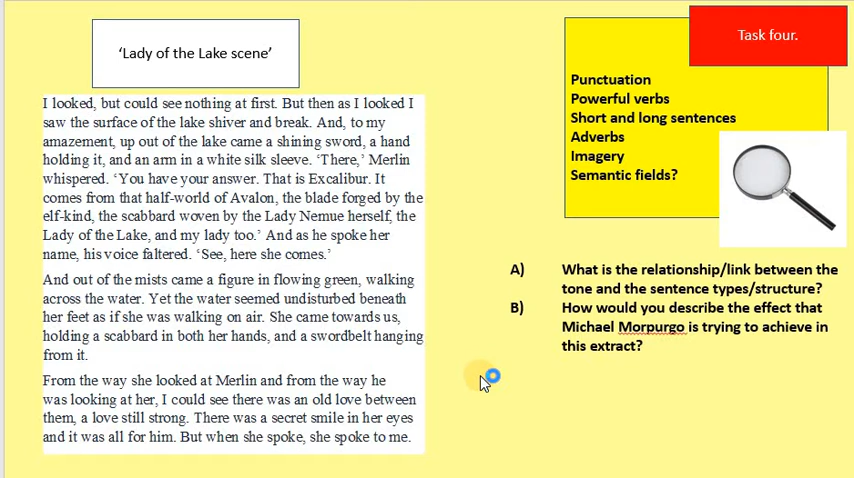 ‘Lady of the Lake scene’
I looked, but could see nothing at first. But then as I looked I
saw the surface of the lake shiver and break. And, to my
amazement, up out of the lake came a shining sword, a hand
holding it, and an arm in a white silk sleeve. ‘There,’ Merlin
whispered. ‘You have your answer. That is Excalibur. It
comes from that half-world of Avalon, the blade forged by the
elf-kind, the scabbard woven by the Lady Nemue herself, the
Lady of the Lake, and my lady too.’ And as he spoke her
name, his voice faltered. ‘See, here she comes.’
And out of the mists came a figure in flowing green, walking
across the water. Yet the water seemed undisturbed beneath
her feet as if she was walking on air. She came towards us,
holding a scabbard in both her hands, and a swordbelt hanging
from it.
From the way she looked at Merlin and from the way he
was looking at her, I could see there was an old love between
them, a love still strong. There was a secret smile in her eyes
and it was all for him. But when she spoke, she spoke to me.
Task four.
Punctuation
Powerful verbs
Short and long sentences
Adverbs
Imagery
Semantic fields?
A) What is the relationship/link between the
tone and the sentence types/structure?
B) How would you describe the effect that
Michael Morpurgo is trying to achieve in
this extract?